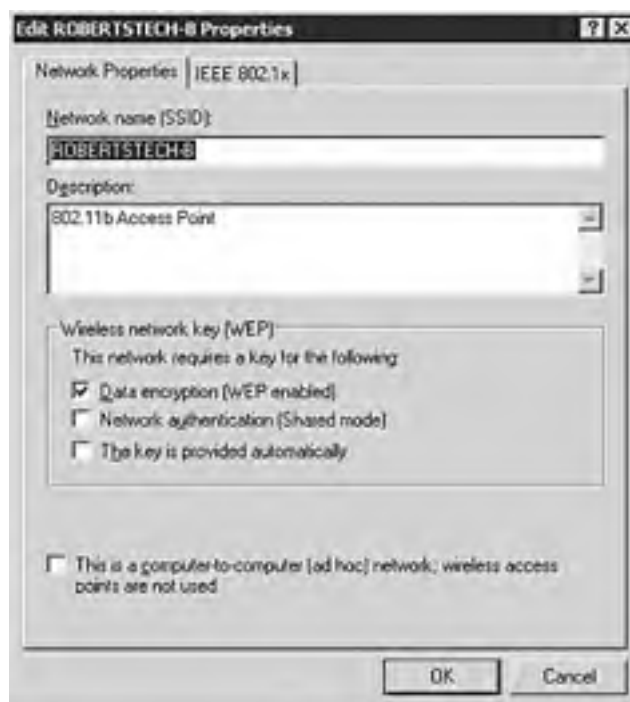 Edit ROBERTSTECH-B Properties
Network Properties
IEEE 802.1x
Network name (SSID):
ROBERTSTECH-B
Description:
802.11b Access Point
Wireless network key (WEP)
This network requires a key for the following:
Data encryption (WEP enabled)
Network authentication (Shared mode)
The key is provided automatically
This is a computer-to-computer (ad hoc) network; wireless access
points are not used
OK
Cancel